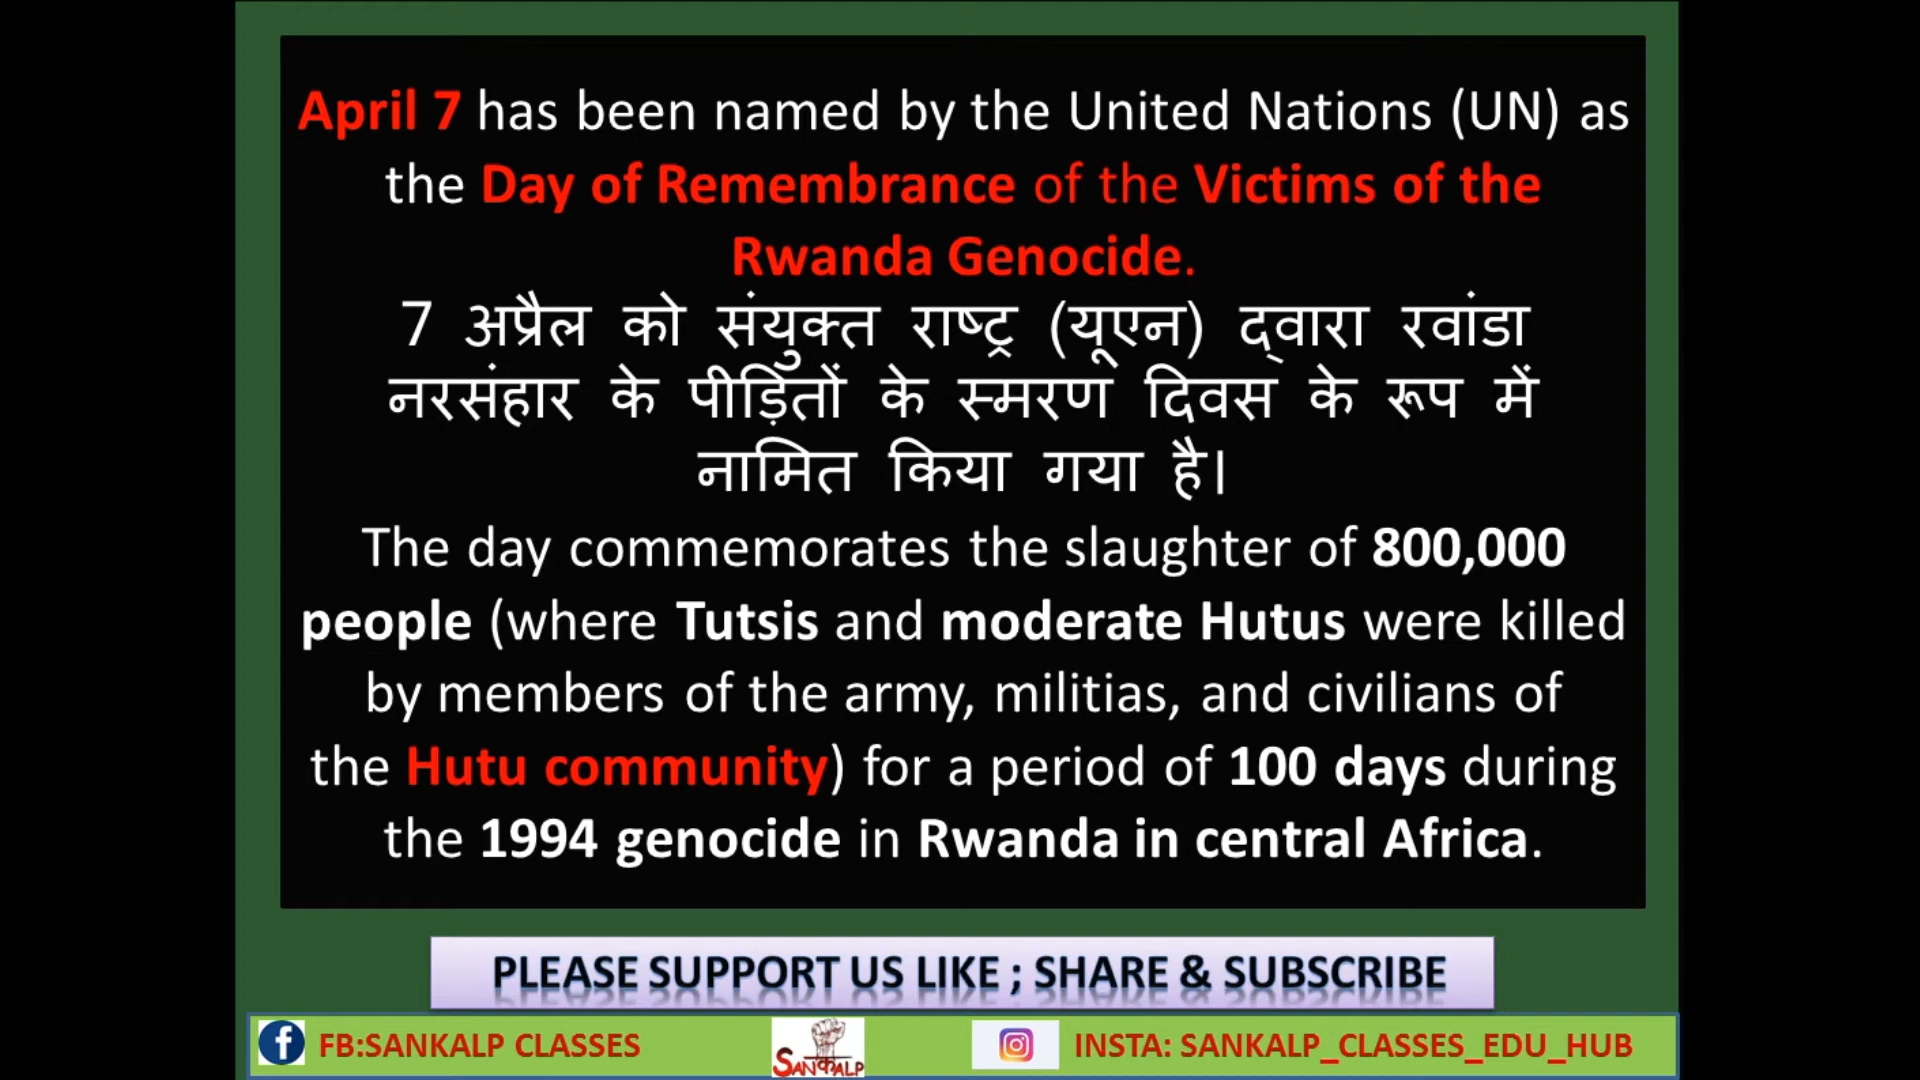 April 7 has been named by the United Nations (UN) as
the Day of Remembrance of the Victims of the
Rwanda Genocide.
7 अप्रैल को संयुक्त राष्ट्र (यूएन) द्वारा रवांडा
नरसंहार के पीड़ितों के स्मरण दिवस के रूप में
नामित किया गया है।
The day commemorates the slaughter of 800,000
people (where Tutsis and moderate Hutus were killed
by members of the army, militias, and civilians of
the Hutu community) for a period of 100 days during
the 1994 genocide in Rwanda in central Africa.
PLEASE SUPPORT US LIKE ; SHARE & SUBSCRIBE
FB:SANKALP CLASSES
SANकALP
INSTA: SANKALP_CLASSES_EDU_HUB